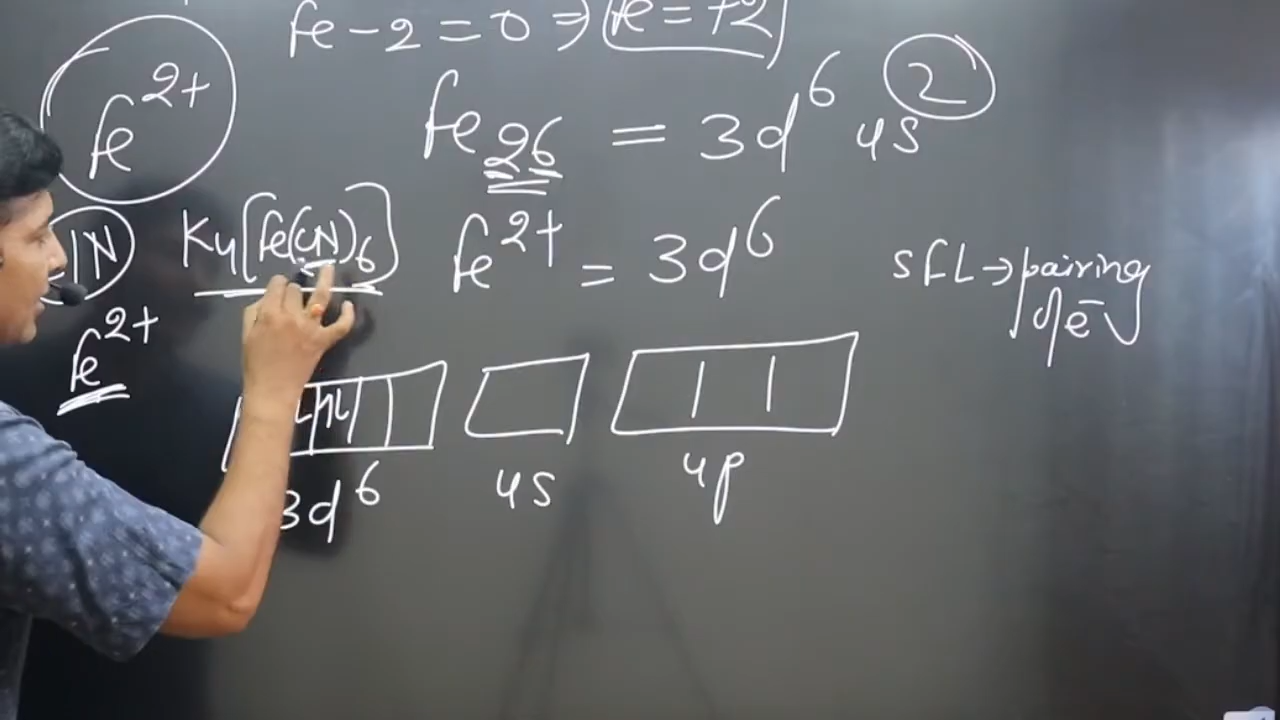 fe - 2 = 0 ⇒ fe = +2
fe²⁺
fe₂₆ = 3d⁶ 4s²
K₄[fe(CN)₆]
fe²⁺ = 3d⁶
SFL → pairing
of e⁻
fe²⁺
3d⁶
4s
4p